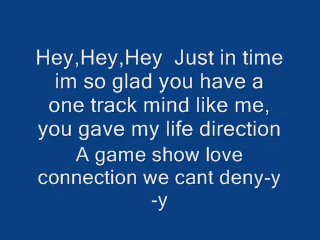 Hey,Hey,Hey  Just in time
im so glad you have a
one track mind like me,
you gave my life direction
A game show love
connection we cant deny-y
-y